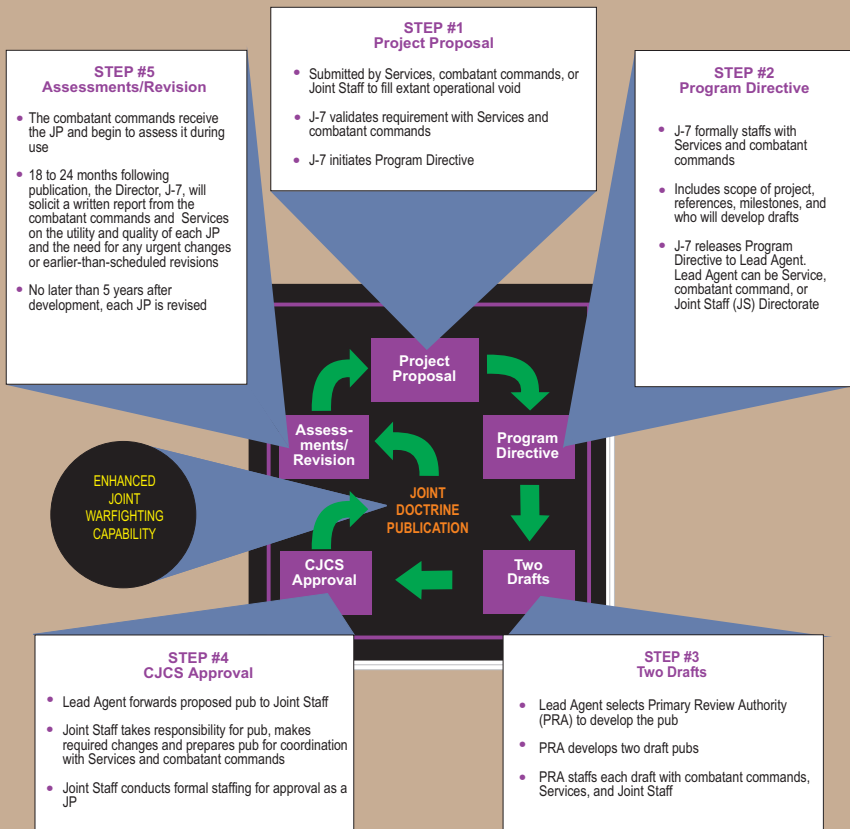 STEP #1
Project Proposal
• Submitted by Services, combatant commands, or
Joint Staff to fill extant operational void
• J-7 validates requirement with Services and
combatant commands
• J-7 initiates Program Directive
STEP #5
Assessments/Revision
• The combatant commands receive
the JP and begin to assess it during
use
• 18 to 24 months following
publication, the Director, J-7, will
solicit a written report from the
combatant commands and Services
on the utility and quality of each JP
and the need for any urgent changes
or earlier-than-scheduled revisions
• No later than 5 years after
development, each JP is revised
STEP #2
Program Directive
• J-7 formally staffs with
Services and combatant
commands
• Includes scope of project,
references, milestones, and
who will develop drafts
• J-7 releases Program
Directive to Lead Agent.
Lead Agent can be Service,
combatant command, or
Joint Staff (JS) Directorate
Project
Proposal
Assess-
ments/
Revision
Program
Directive
ENHANCED
JOINT
WARFIGHTING
CAPABILITY
JOINT
DOCTRINE
PUBLICATION
CJCS
Approval
Two
Drafts
STEP #4
CJCS Approval
• Lead Agent forwards proposed pub to Joint Staff
• Joint Staff takes responsibility for pub, makes
required changes and prepares pub for coordination
with Services and combatant commands
• Joint Staff conducts formal staffing for approval as a
JP
STEP #3
Two Drafts
• Lead Agent selects Primary Review Authority
(PRA) to develop the pub
• PRA develops two draft pubs
• PRA staffs each draft with combatant commands,
Services, and Joint Staff